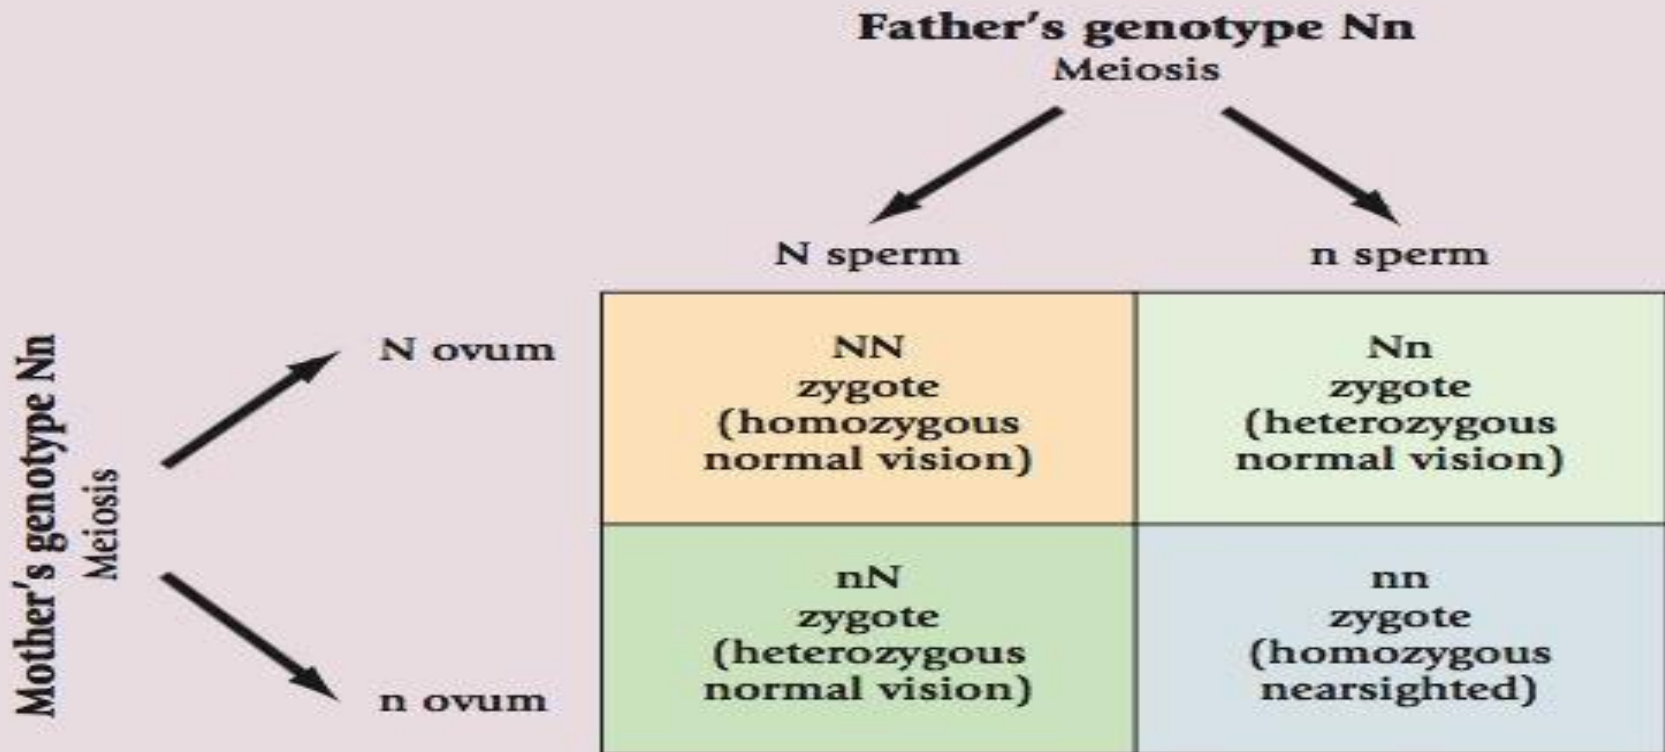 Father's genotype Nn
Meiosis
N sperm
n sperm
Mother's genotype Nn
Meiosis
N ovum
n ovum
NN
zygote
(homozygous
normal vision)
Nn
zygote
(heterozygous
normal vision)
nN
zygote
(heterozygous
normal vision)
nn
zygote
(homozygous
nearsighted)